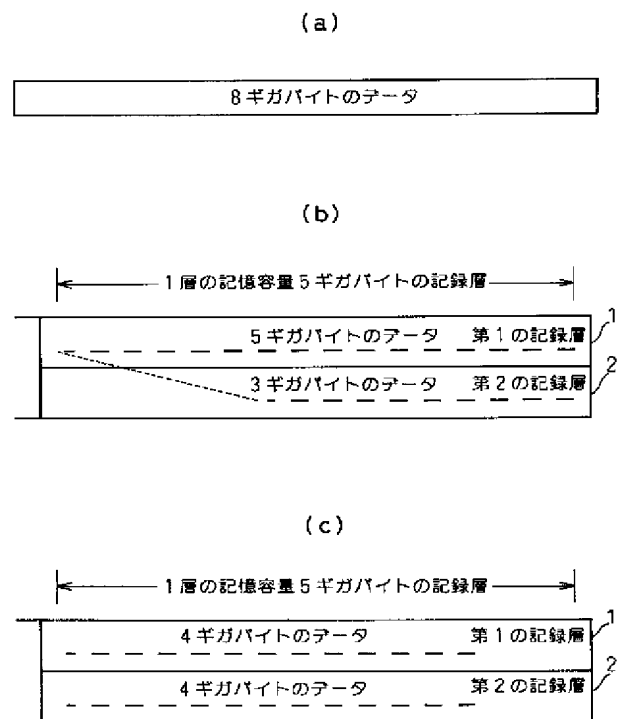 (a)
8ギガバイトのデータ
(b)
1層の記憶容量5ギガバイトの記録層
5ギガバイトのデータ 第1の記録層 1
3ギガバイトのデータ 第2の記録層 2
(c)
1層の記憶容量5ギガバイトの記録層
4ギガバイトのデータ 第1の記録層 1
4ギガバイトのデータ 第2の記録層 2